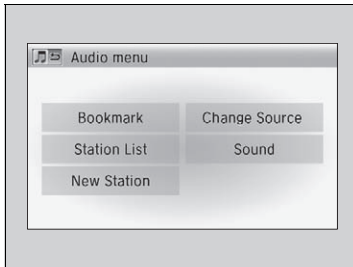 Audio menu
Bookmark
Change Source
Station List
Sound
New Station